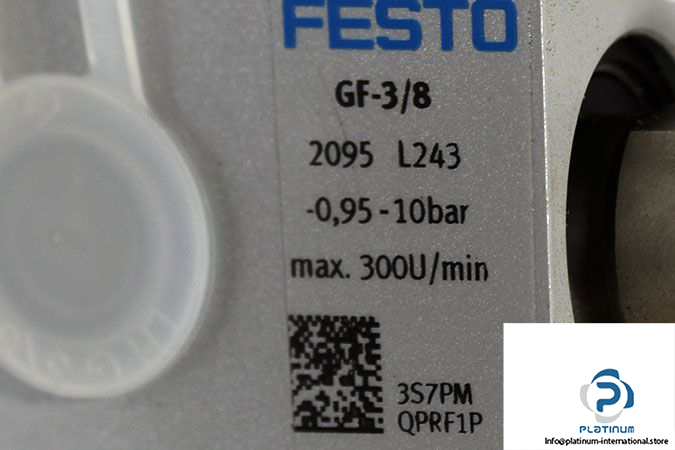 FESTO
GF-3/8
2095 L243
-0,95-10bar
max. 300U/min
3S7PM
QPRF1P
PLATINUM
Info@platinum-international.store